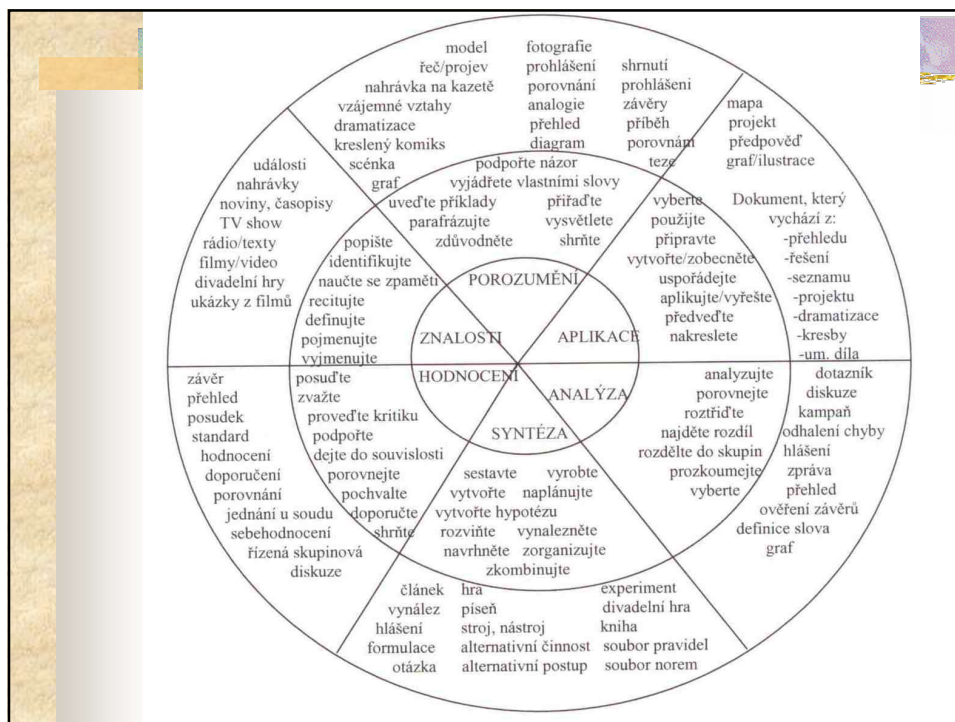 model fotografie
řeč/projev prohlášení shrnutí
nahrávka na kazetě porovnání prohlášeni
vzájemné vztahy analogie závěry
dramatizace přehled příběh
kreslený komiks diagram porovnám
scénka teze
graf
podpořte názor
vyjádřete vlastními slovy
uveďte příklady přiřaďte
parafrázujte vysvětlete
zdůvodněte shrňte
POROZUMĚNÍ
mapa
projekt
předpověď
graf/ilustrace
Dokument, který
vychází z:
-přehledu
-řešení
-seznamu
-projektu
-dramatizace
-kresby
-um. díla
vyberte
použijte
připravte
vytvořte/zobecněte
uspořádejte
aplikujte/vyřešte
předveďte
nakreslete
APLIKACE
události
nahrávky
noviny, časopisy
TV show
rádio/texty
filmy/video
divadelní hry
ukázky z filmů
popište
identifikujte
naučte se zpaměti
recitujte
definujte
pojmenujte
vyjmenujte
ZNALOSTI
HODNOCENÍ
ANALÝZA
SYNTÉZA
závěr
přehled
posudek
standard
hodnocení
doporučení
porovnání
jednání u soudu
sebehodnocení
řízená skupinová
diskuze
posuďte
zvažte
proveďte kritiku
podpořte
dejte do souvislosti
porovnejte
pochvalte
doporučte
shrňte
sestavte vyrobte
vytvořte naplánujte
vytvořte hypotézu
rozviňte vynalezněte
navrhněte zorganizujte
zkombinujte
analyzujte
porovnejte
roztřiďte
najděte rozdíl
rozdělte do skupin
prozkoumejte
vyberte
dotazník
diskuze
kampaň
odhalení chyby
hlášení
zpráva
přehled
ověření závěrů
definice slova
graf
článek hra experiment
vynález píseň divadelní hra
hlášení stroj, nástroj kniha
formulace alternativní činnost soubor pravidel
otázka alternativní postup soubor norem